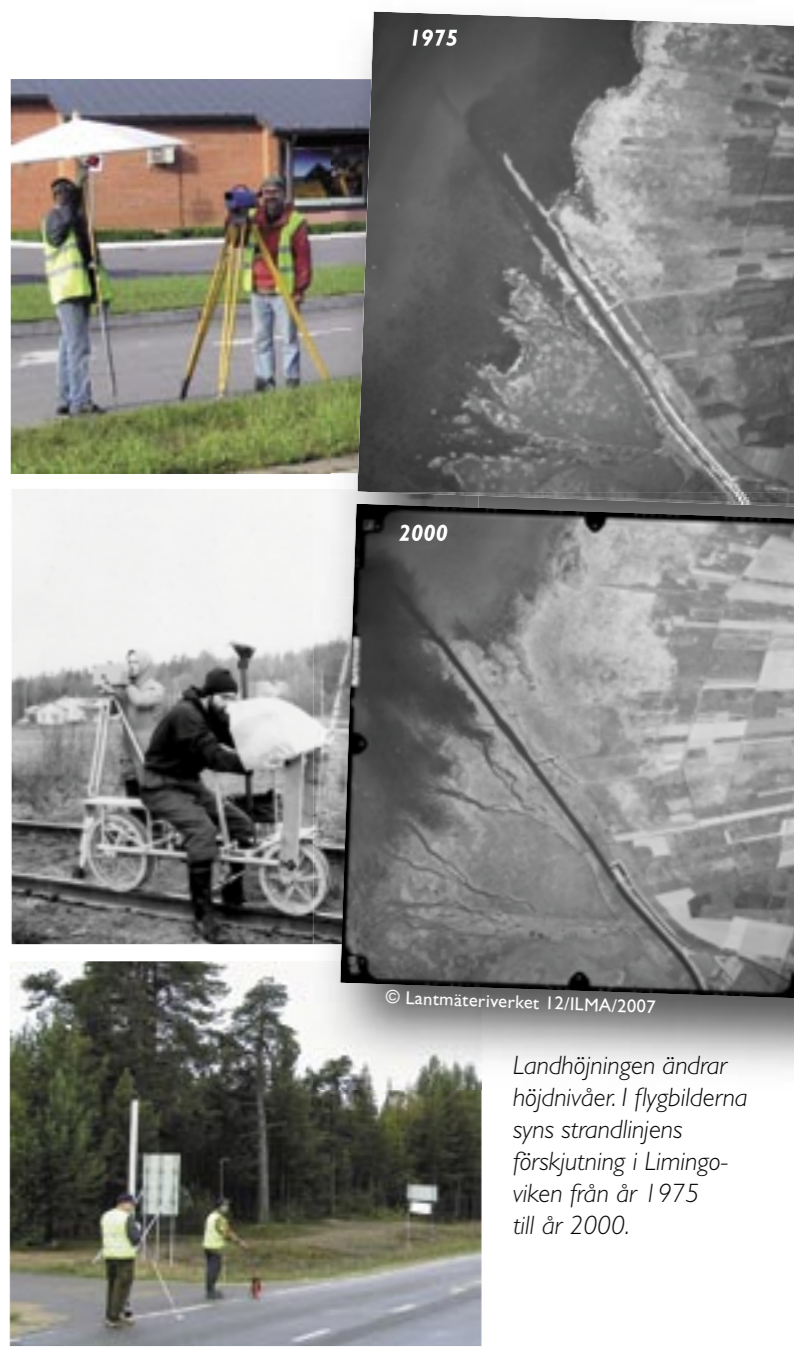 1975
2000
© Lantmäteriverket 12/ILMA/2007
Landhöjningen ändrar
höjdnivåer. I flygbilderna
syns strandlinjens
förskjutning i Limingo-
viken från år 1975
till år 2000.